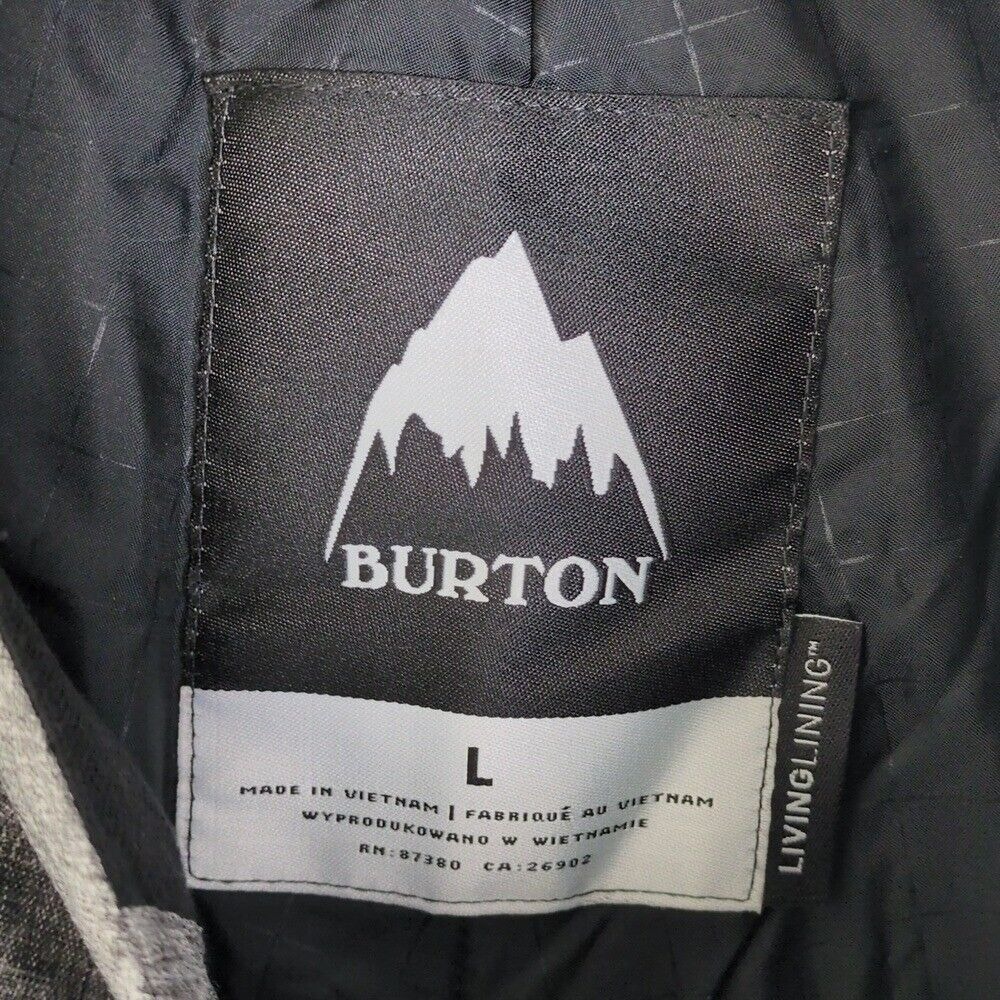 BURTON
L
MADE IN VIETNAM | FABRIQUÉ AU VIETNAM
WYPRODUKOWANO W WIETNAMIE
RN:87380 CA:26902
LIVINGLINING™